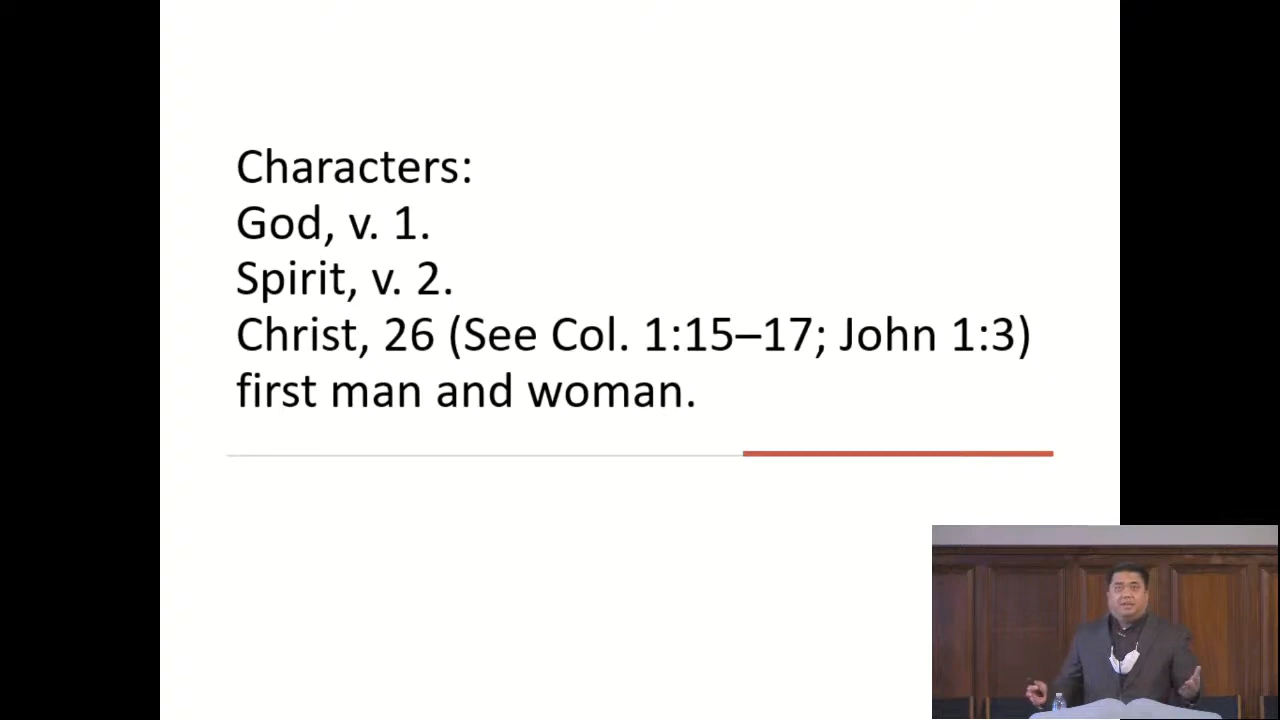 Characters:
God, v. 1.
Spirit, v. 2.
Christ, 26 (See Col. 1:15–17; John 1:3)
first man and woman.